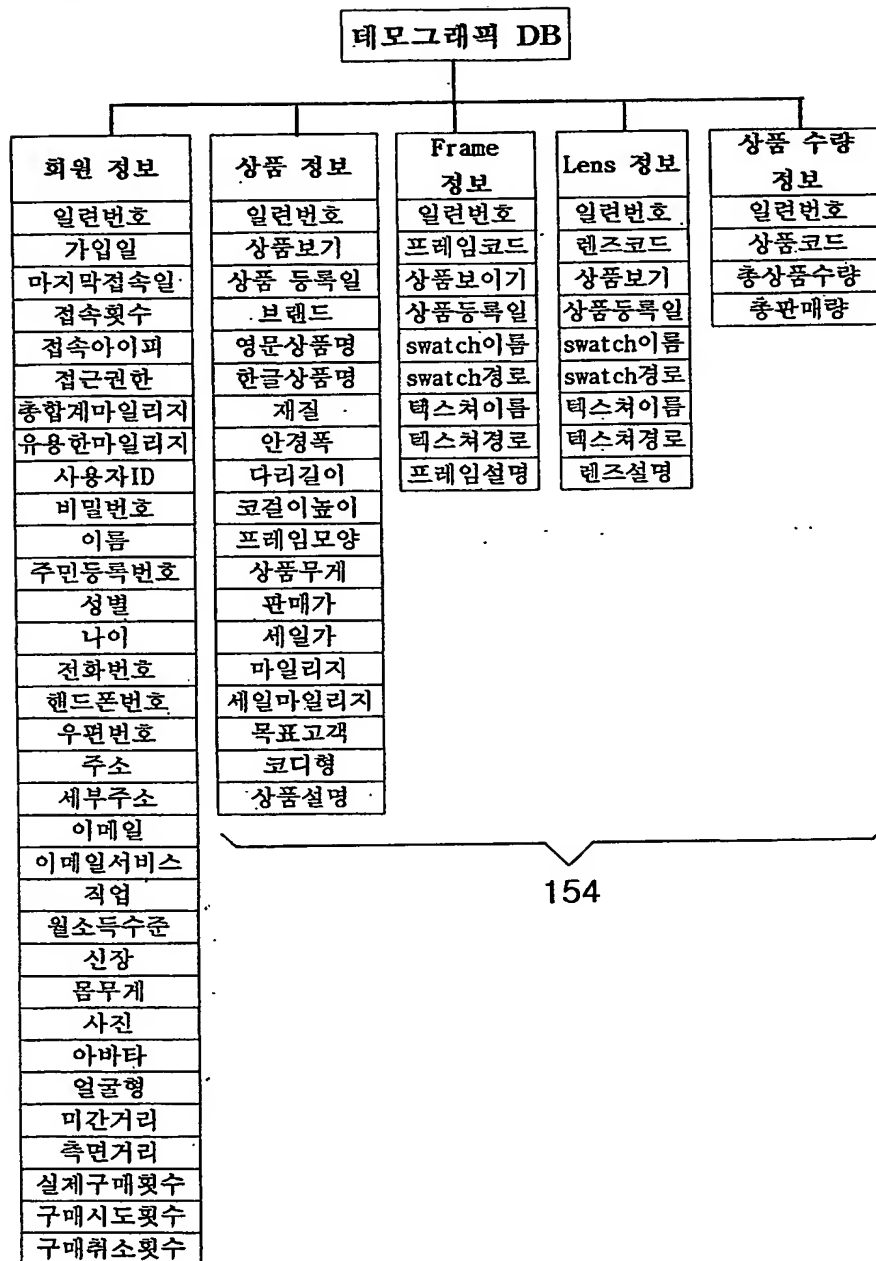 데모그래픽 DB
회원 정보
일련번호
가입일
마지막접속일
접속횟수
접속아이피
접근권한
총합계마일리지
유용한마일리지
사용자ID
비밀번호
이름
주민등록번호
성별
나이
전화번호
핸드폰번호
우편번호
주소
세부주소
이메일
이메일서비스
직업
월소득수준
신장
몸무게
사진
아바타
얼굴형
미간거리
측면거리
실제구매횟수
구매시도횟수
구매취소횟수
상품 정보
일련번호
상품보기
상품 등록일
브랜드
영문상품명
한글상품명
재질
안경폭
다리길이
코걸이높이
프레임모양
상품무게
판매가
세일가
마일리지
세일마일리지
목표고객
코디형
상품설명
Frame
정보
일련번호
프레임코드
상품보이기
상품등록일
swatch이름
swatch경로
텍스쳐이름
텍스쳐경로
프레임설명
Lens 정보
일련번호
렌즈코드
상품보기
상품등록일
swatch이름
swatch경로
텍스쳐이름
텍스쳐경로
렌즈설명
상품 수량
정보
일련번호
상품코드
총상품수량
총판매량
154